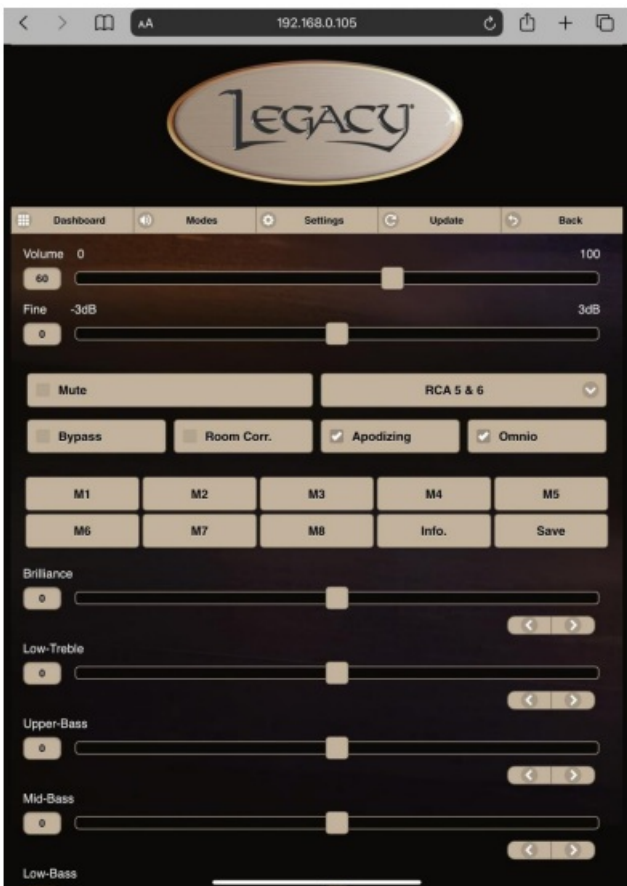 AA 192.168.0.105
LEGACY
Dashboard Modes Settings Update Back
Volume 0 100
60
Fine -3dB 3dB
0
Mute RCA 5 & 6
Bypass Room Corr. Apodizing Omnio
M1 M2 M3 M4 M5
M6 M7 M8 Info. Save
Brilliance
0
Low-Treble
0
Upper-Bass
0
Mid-Bass
0
Low-Bass